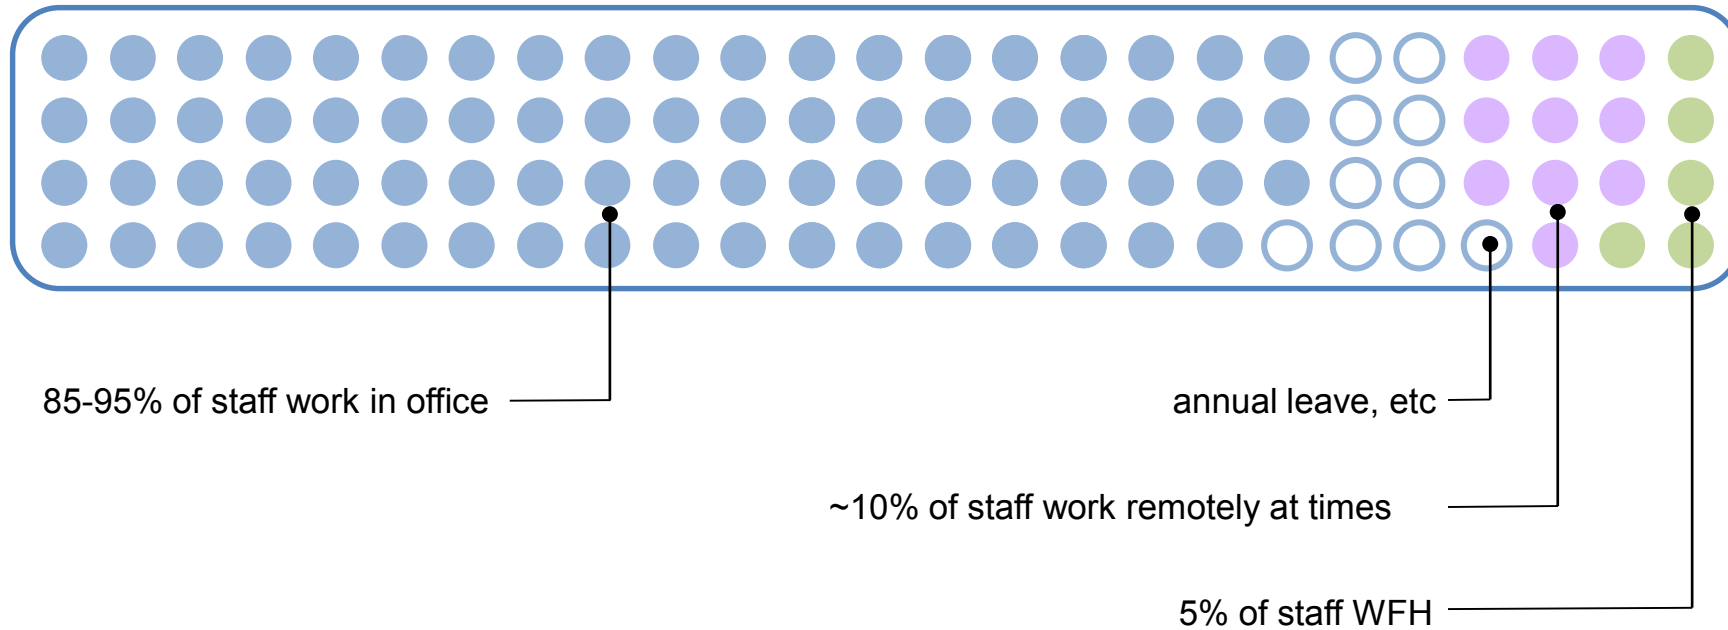 85-95% of staff work in office
annual leave, etc
~10% of staff work remotely at times
5% of staff WFH